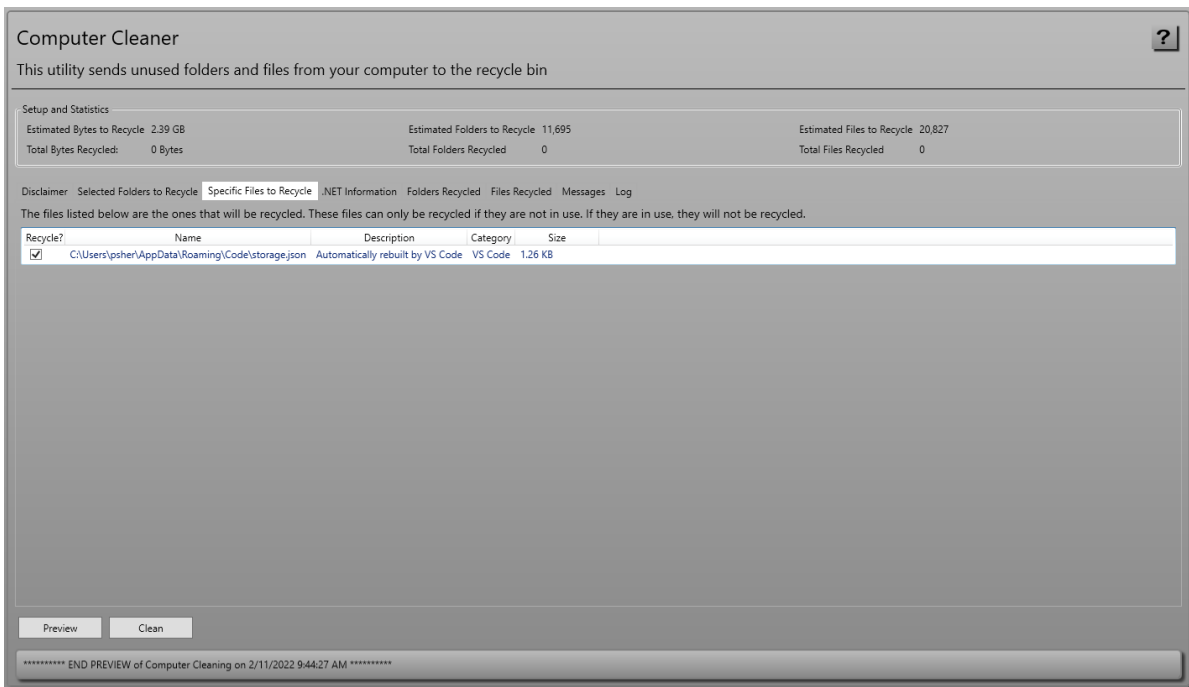 Computer Cleaner
?
This utility sends unused folders and files from your computer to the recycle bin
Setup and Statistics
Estimated Bytes to Recycle 2.39 GB Estimated Folders to Recycle 11,695 Estimated Files to Recycle 20,827
Total Bytes Recycled: 0 Bytes Total Folders Recycled 0 Total Files Recycled 0
Disclaimer Selected Folders to Recycle Specific Files to Recycle .NET Information Folders Recycled Files Recycled Messages Log
The files listed below are the ones that will be recycled. These files can only be recycled if they are not in use. If they are in use, they will not be recycled.
Recycle? Name Description Category Size
C:\Users\psher\AppData\Roaming\Code\storage.json Automatically rebuilt by VS Code VS Code 1.26 KB
Preview Clean
********** END PREVIEW of Computer Cleaning on 2/11/2022 9:44:27 AM **********